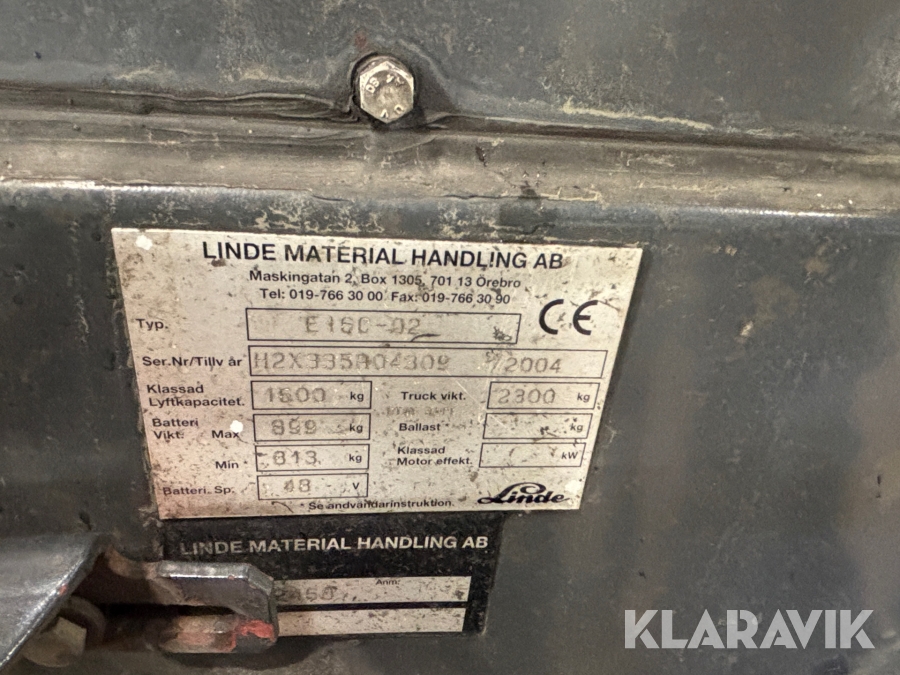 LINDE MATERIAL HANDLING AB
Maskingatan 2, Box 1305, 701 13 Örebro
Tel: 019-766 30 00 Fax: 019-766 30 90
Typ. E16C-02 CE
Ser.Nr/Tillv år H2X335A04309 /2004
Klassad Lyftkapacitet. 1600 kg Truck vikt. 2300 kg
Batteri Vikt. Max 899 kg Ballast * kg
Min * 813 kg Klassad Motor effekt. kW
Batteri. Sp. 48 V Linde
* Se andvändarinstruktion.
LINDE MATERIAL HANDLING AB
Anm:
KLARAVIK